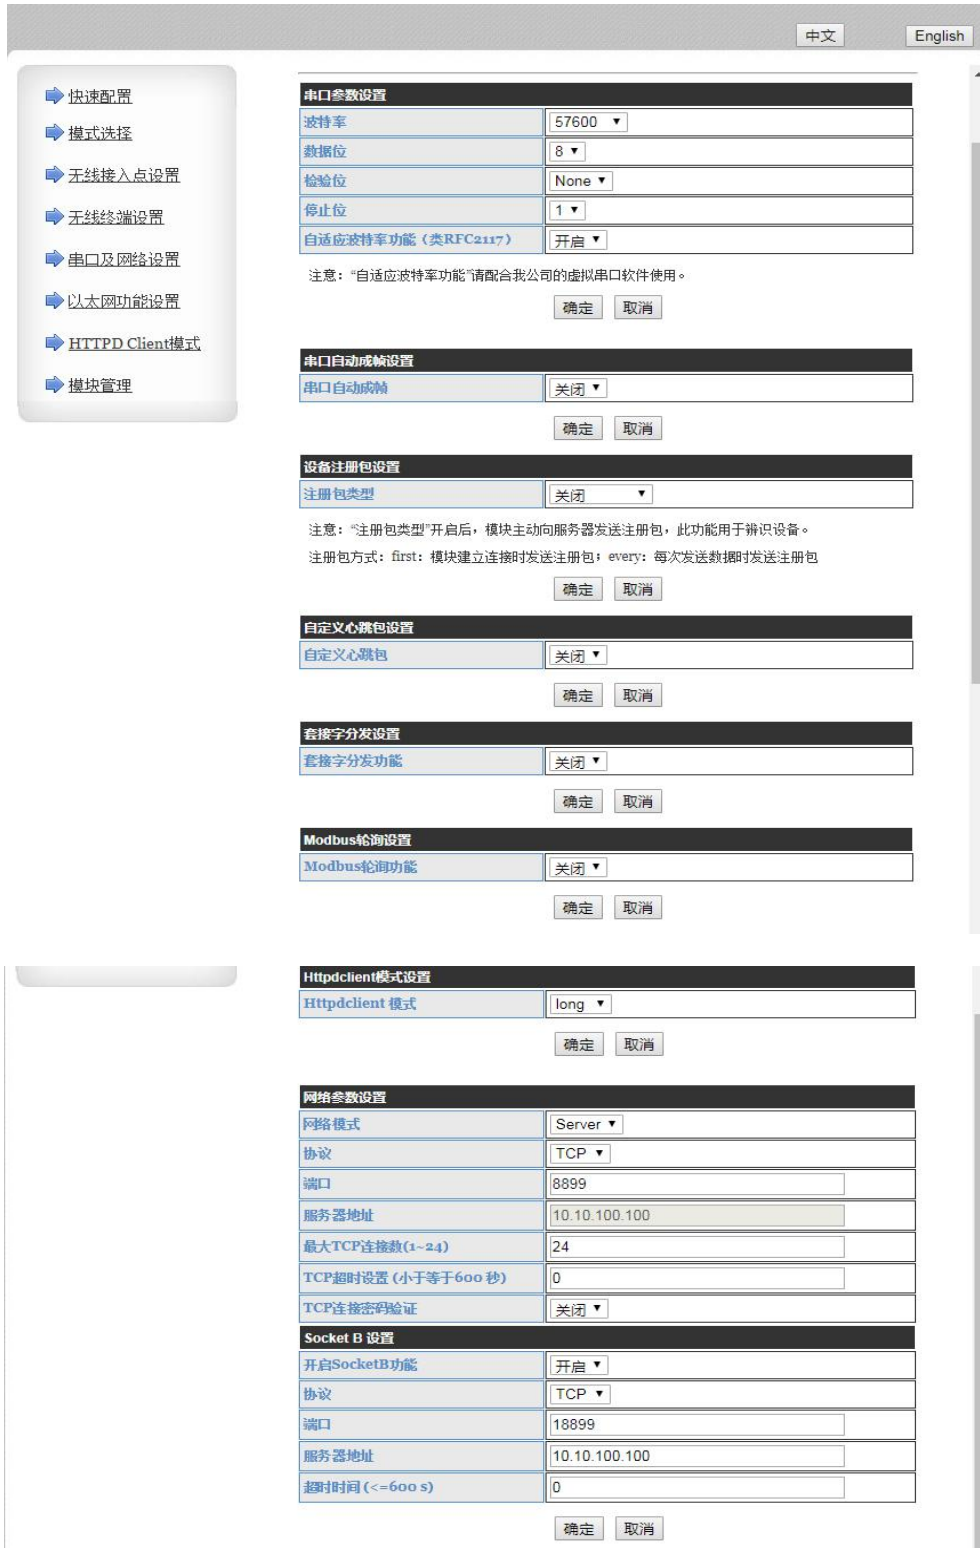 中文 English
快速配置
模式选择
无线接入点设置
无线终端设置
串口及网络设置
以太网功能设置
HTTPD Client模式
模块管理
串口参数设置
波特率 57600
数据位 8
检验位 None
停止位 1
自适应波特率功能（类RFC2117） 开启
注意：“自适应波特率功能”请配合我公司的虚拟串口软件使用。
确定 取消
串口自动成帧设置
串口自动成帧 关闭
确定 取消
设备注册包设置
注册包类型 关闭
注意：“注册包类型”开启后，模块主动向服务器发送注册包，此功能用于辨识设备。
注册包方式：first：模块建立连接时发送注册包；every：每次发送数据时发送注册包
确定 取消
自定义心跳包设置
自定义心跳包 关闭
确定 取消
套接字分发设置
套接字分发功能 关闭
确定 取消
Modbus轮询设置
Modbus轮询功能 关闭
确定 取消
Httpdclient模式设置
Httpdclient 模式 long
确定 取消
网络参数设置
网络模式 Server
协议 TCP
端口 8899
服务器地址 10.10.100.100
最大TCP连接数(1~24) 24
TCP超时设置 (小于等于600 秒) 0
TCP连接密码验证 关闭
Socket B 设置
开启SocketB功能 开启
协议 TCP
端口 18899
服务器地址 10.10.100.100
超时时间 (<=600 s) 0
确定 取消